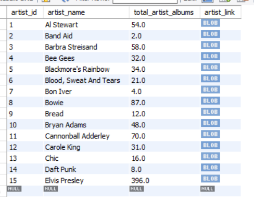 artist_id artist_name total_artist_albums artist_link
1 Al Stewart 54.0 BLOB
2 Band Aid 2.0 BLOB
3 Barbra Streisand 58.0 BLOB
4 Bee Gees 32.0 BLOB
5 Blackmore's Rainbow 34.0 BLOB
6 Blood, Sweat And Tears 21.0 BLOB
7 Bon Iver 4.0 BLOB
8 Bowie 87.0 BLOB
9 Bread 12.0 BLOB
10 Bryan Adams 48.0 BLOB
11 Cannonball Adderley 70.0 BLOB
12 Carole King 31.0 BLOB
13 Chic 16.0 BLOB
14 Daft Punk 8.0 BLOB
15 Elvis Presley 396.0 BLOB
NULL NULL NULL NULL